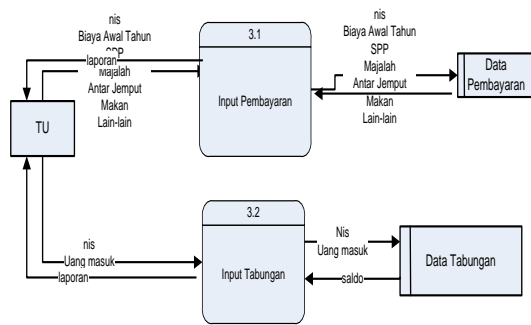 nis
Biaya Awal Tahun
SPP
laporan
Majalah
Antar Jemput
Makan
Lain-lain
3.1
Input Pembayaran
nis
Biaya Awal Tahun
SPP
Majalah
Antar Jemput
Makan
Lain-lain
Data
Pembayaran
TU
nis
Uang masuk
laporan
3.2
Input Tabungan
Nis
Uang masuk
saldo
Data Tabungan